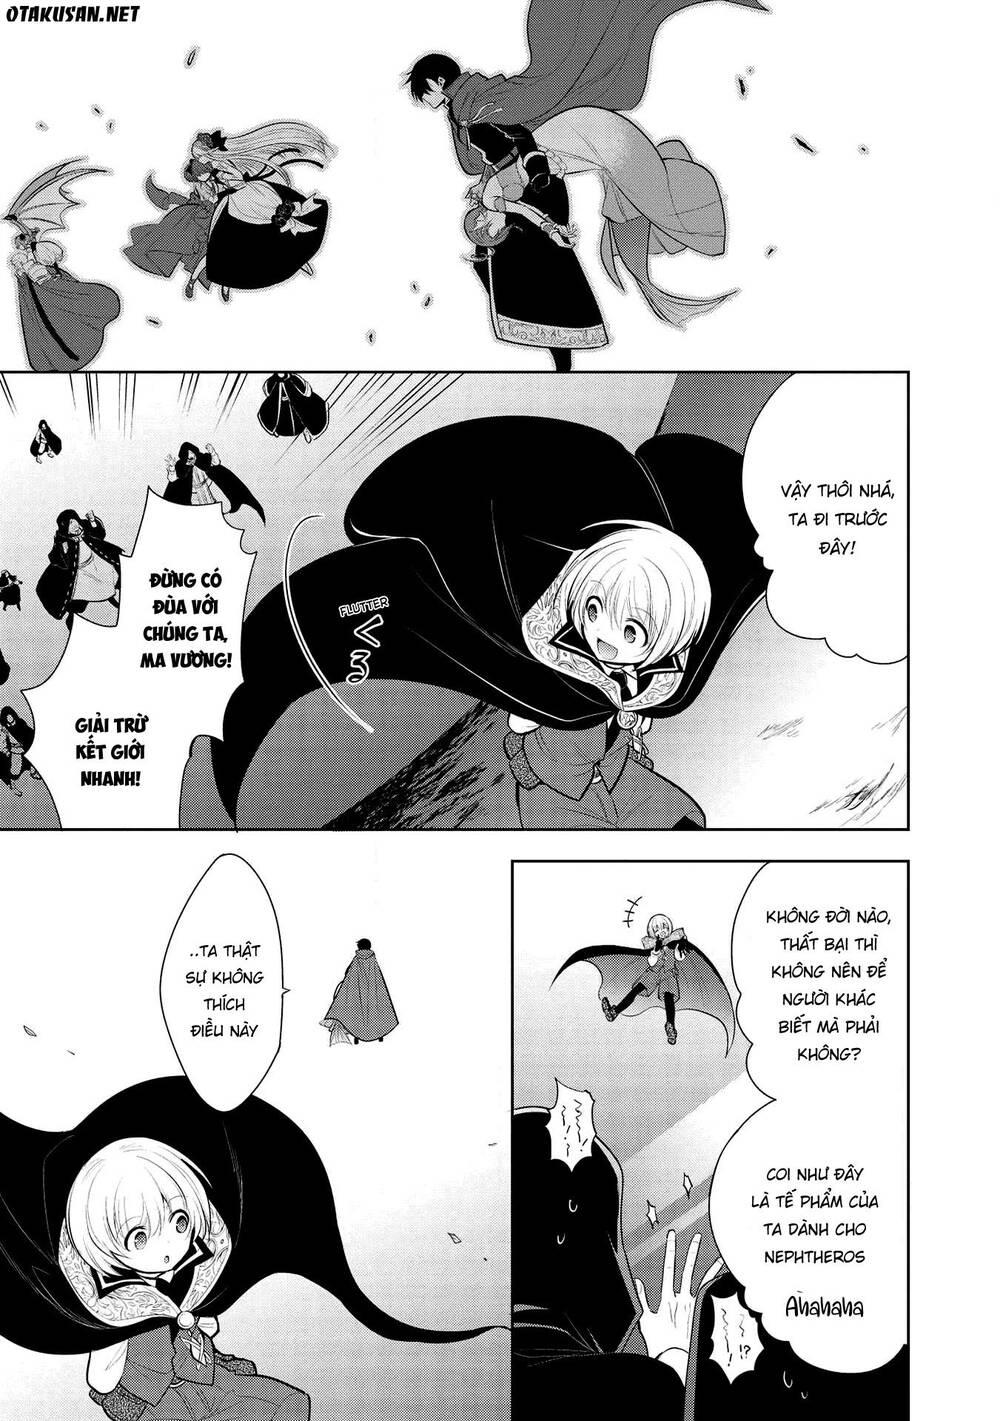 OTAKUSAN.NET
VẬY THÔI NHÁ,
TA ĐI TRƯỚC
ĐÂY!
FLUTTER
くるっ
ĐỪNG CÓ
ĐÙA VỚI
CHÚNG TA,
MA VƯƠNG!
GIẢI TRỪ
KẾT GIỚI
NHANH!
KHÔNG ĐỜI NÀO,
THẤT BẠI THÌ
KHÔNG NÊN ĐỂ
NGƯỜI KHÁC
BIẾT MÀ PHẢI
KHÔNG?
COI NHƯ ĐÂY
LÀ TẾ PHẨM CỦA
TA DÀNH CHO
NEPHTHEROS
Ahahaha
!?
..TA THẬT
SỰ KHÔNG
THÍCH
ĐIỀU NÀY